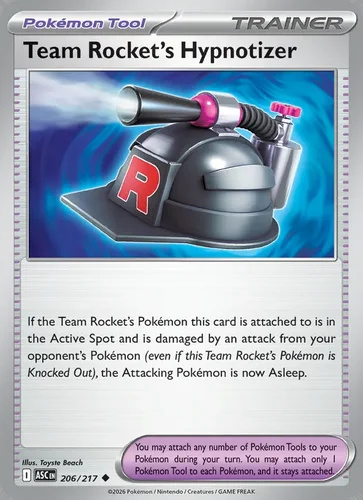 Pokémon Tool
TRAINER
Team Rocket's Hypnotizer
R
If the Team Rocket's Pokémon this card is attached to is in
the Active Spot and is damaged by an attack from your
opponent's Pokémon (even if this Team Rocket's Pokémon is
Knocked Out), the Attacking Pokémon is now Asleep.
You may attach any number of Pokémon Tools to your
Pokémon during your turn. You may attach only 1
Pokémon Tool to each Pokémon, and it stays attached.
Illus. Toyste Beach
I ASC EN 206/217
©2026 Pokémon / Nintendo / Creatures / GAME FREAK